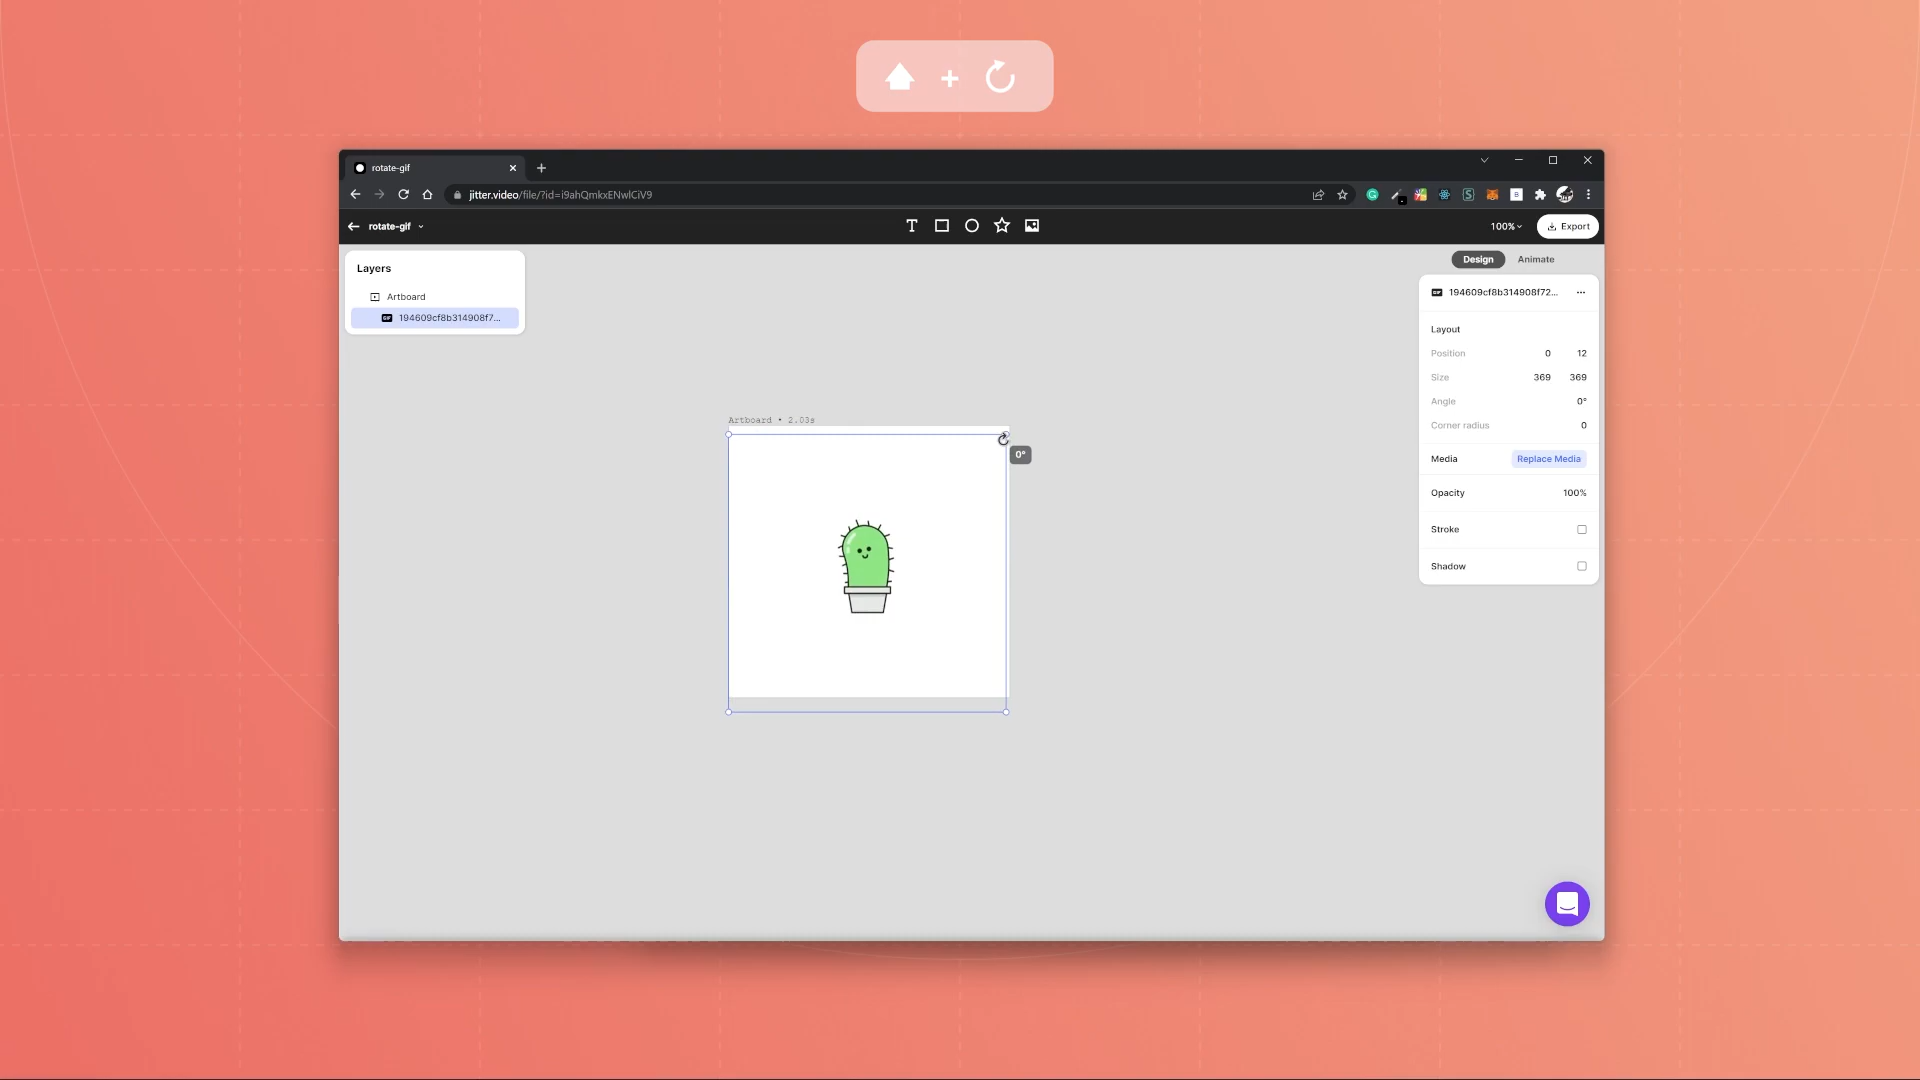 rotate-gif
jitter.video/file/?id=i9ahQmkxENwlCiV9
rotate-gif
T
100%
Export
Layers
Artboard
GIF 194609cf8b314908f7...
Design Animate
GIF 194609cf8b314908f72...
Layout
Position 0 12
Size 369 369
Angle 0°
Corner radius 0
Media Replace Media
Opacity 100%
Stroke
Shadow
Artboard • 2.03s
0°